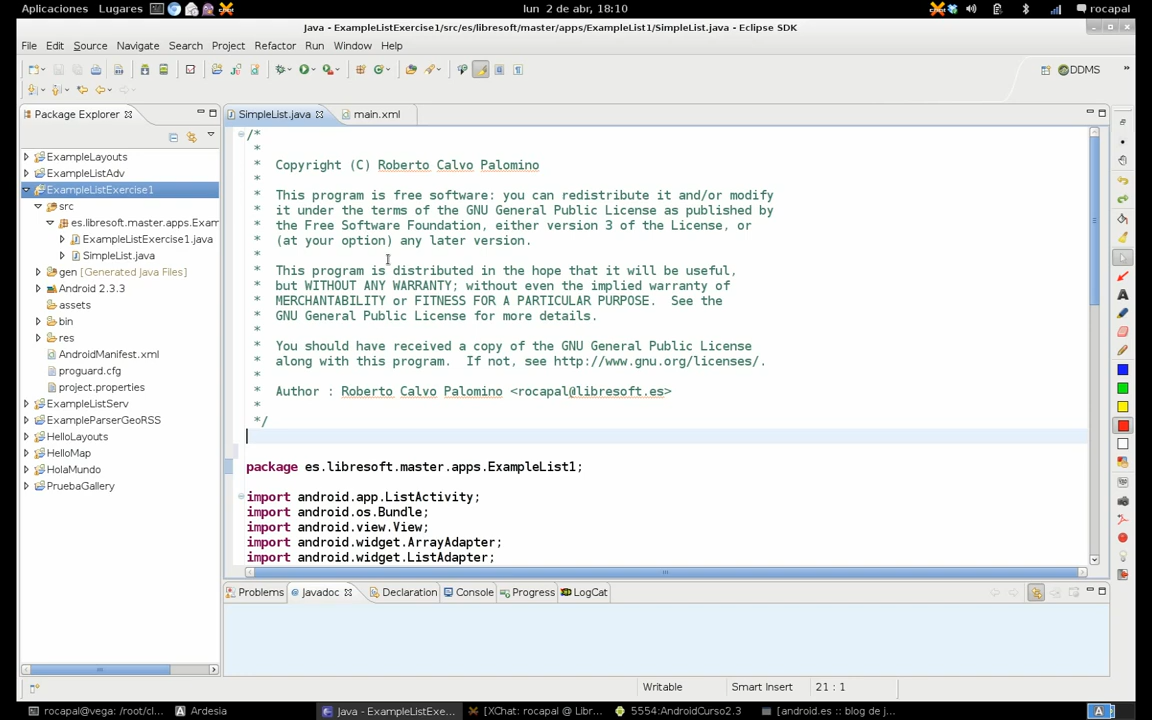 Aplicaciones Lugares lun 2 de abr, 18:10 rocapal
Java - ExampleListExercise1/src/es/libresoft/master/apps/ExampleList1/SimpleList.java - Eclipse SDK
File Edit Source Navigate Search Project Refactor Run Window Help
DDMS »
Package Explorer
SimpleList.java main.xml
ExampleLayouts
ExampleListAdv
ExampleListExercise1
src
es.libresoft.master.apps.Exam
ExampleListExercise1.java
SimpleList.java
gen [Generated Java Files]
Android 2.3.3
assets
bin
res
AndroidManifest.xml
proguard.cfg
project.properties
ExampleListServ
ExampleParserGeoRSS
HelloLayouts
HelloMap
HolaMundo
PruebaGallery
/*
*
* Copyright (C) Roberto Calvo Palomino
*
* This program is free software: you can redistribute it and/or modify
* it under the terms of the GNU General Public License as published by
* the Free Software Foundation, either version 3 of the License, or
* (at your option) any later version.
*
* This program is distributed in the hope that it will be useful,
* but WITHOUT ANY WARRANTY; without even the implied warranty of
* MERCHANTABILITY or FITNESS FOR A PARTICULAR PURPOSE.  See the
* GNU General Public License for more details.
*
* You should have received a copy of the GNU General Public License
* along with this program.  If not, see http://www.gnu.org/licenses/.
*
* Author : Roberto Calvo Palomino <rocapal@libresoft.es>
*
*/
package es.libresoft.master.apps.ExampleList1;
import android.app.ListActivity;
import android.os.Bundle;
import android.view.View;
import android.widget.ArrayAdapter;
import android.widget.ListAdapter;
Problems @ Javadoc Declaration Console Progress LogCat
Writable Smart Insert 21 : 1
rocapal@vega: /root/cl... Ardesia Java - ExampleListExe... [XChat: rocapal @ Lib... 5554:AndroidCurso2.3 [android.es :: blog de j...